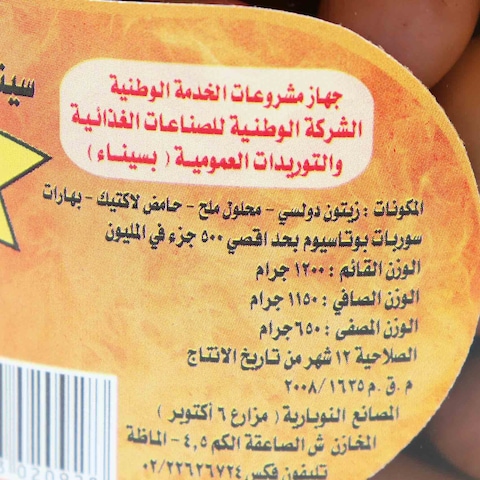 سين
جهاز مشروعات الخدمة الوطنية
الشركة الوطنية للصناعات الغذائية
والتوريدات العمومية ( بسيناء )
المكونات : زيتون دولسي - محلول ملح - حامض لاكتيك - بهارات
سوربات بوتاسيوم بحد اقصي ٥٠٠ جزء في المليون
الوزن القائم : ١٢٠٠ جرام
الوزن الصافي : ١١٥٠ جرام
الوزن المصفى : ٦٥٠ جرام
الصلاحية ١٢ شهر من تاريخ الانتاج
م . ق . م ٢٠٠٨/١٦٣٥
المصانع النوبارية ( مزارع ٦ أكتوبر )
المخازن ش الصاعقة الكم ٤,٥ - الماظة
تليفون فكس ٠٢/٢٢٦٢٦٧٢٤